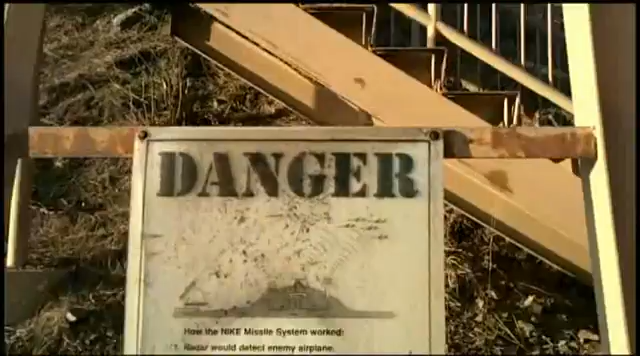 DANGER
How the NIKE Missile System worked:
Radar would detect enemy airplane.